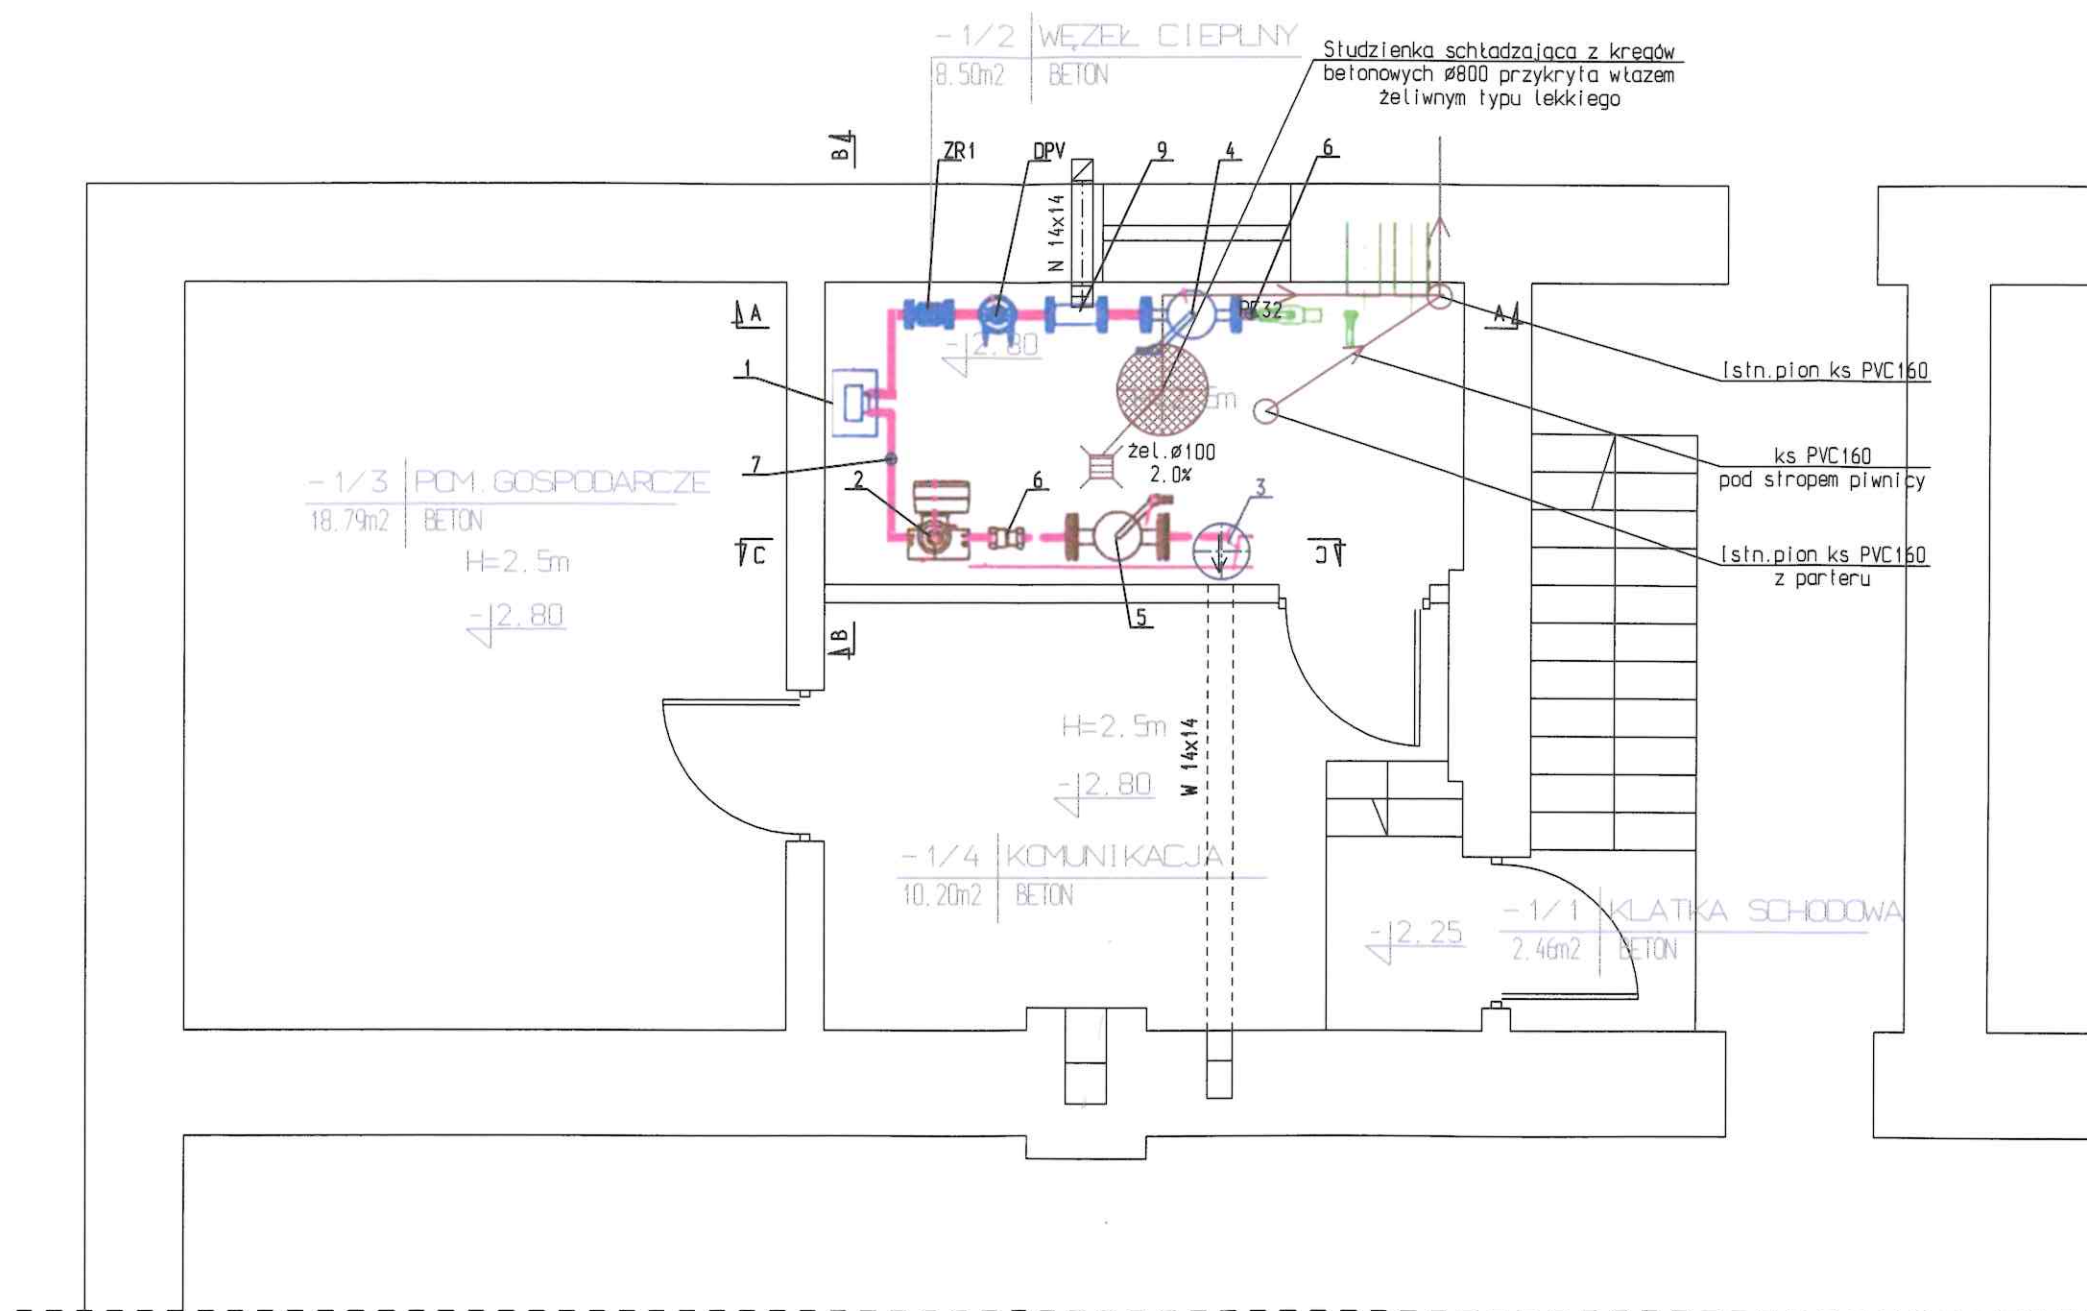 -1/2 WĘZEŁ CIEPLNY
8.50m2 BETON
Studzienka schładzająca z kręgów
betonowych ø800 przykryta włazem
żeliwnym typu lekkiego
B
ZR1
DPV
9
4
6
N 14x14
A
PE32
A
-2.80
1
Istn.pion ks PVC160
żel.ø100
2.0%
ks PVC160
pod stropem piwnicy
7
2
6
3
-1/3 POM. GOSPODARCZE
18.79m2 BETON
H=2.5m
-2.80
C
C
Istn.pion ks PVC160
z parteru
5
B
H=2.5m
-2.80
W 14x14
-1/4 KOMUNIKACJA
10.20m2 BETON
-2.25
-1/1 KLATKA SCHODOWA
2.46m2 BETON